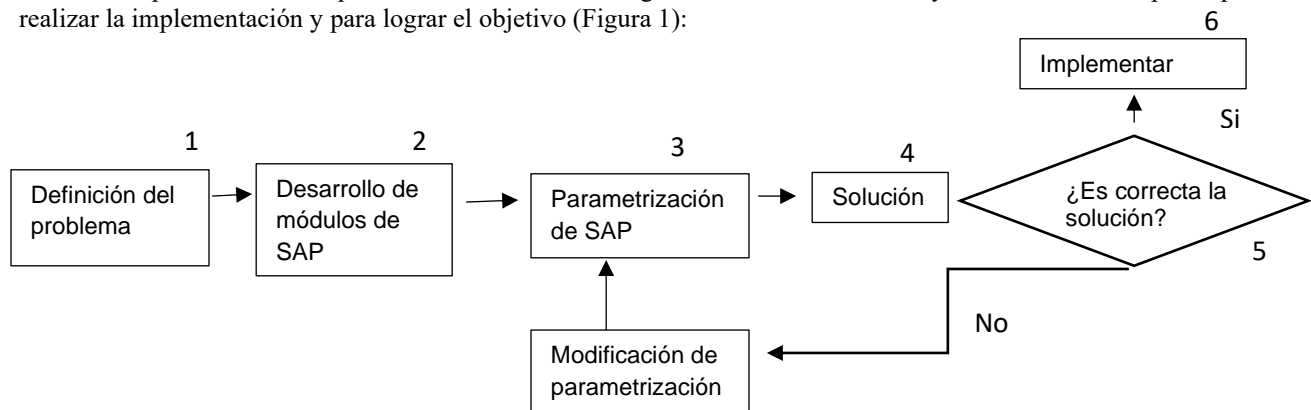 realizar la implementación y para lograr el objetivo (Figura 1):
6
Implementar
Si
1
2
3
4
Definición del
problema
Desarrollo de
módulos de
SAP
Parametrización
de SAP
Solución
¿Es correcta la
solución?
5
No
Modificación de
parametrización